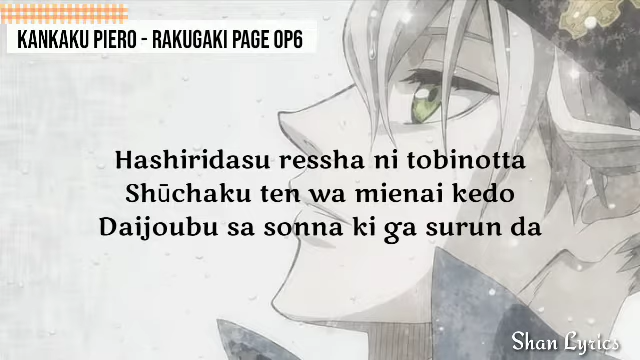 KANKAKU PIERO - RAKUGAKI PAGE OP6
Hashiridasu ressha ni tobinotta
Shūchaku ten wa mienai kedo
Daijoubu sa sonna ki ga surun da
Shan Lyrics